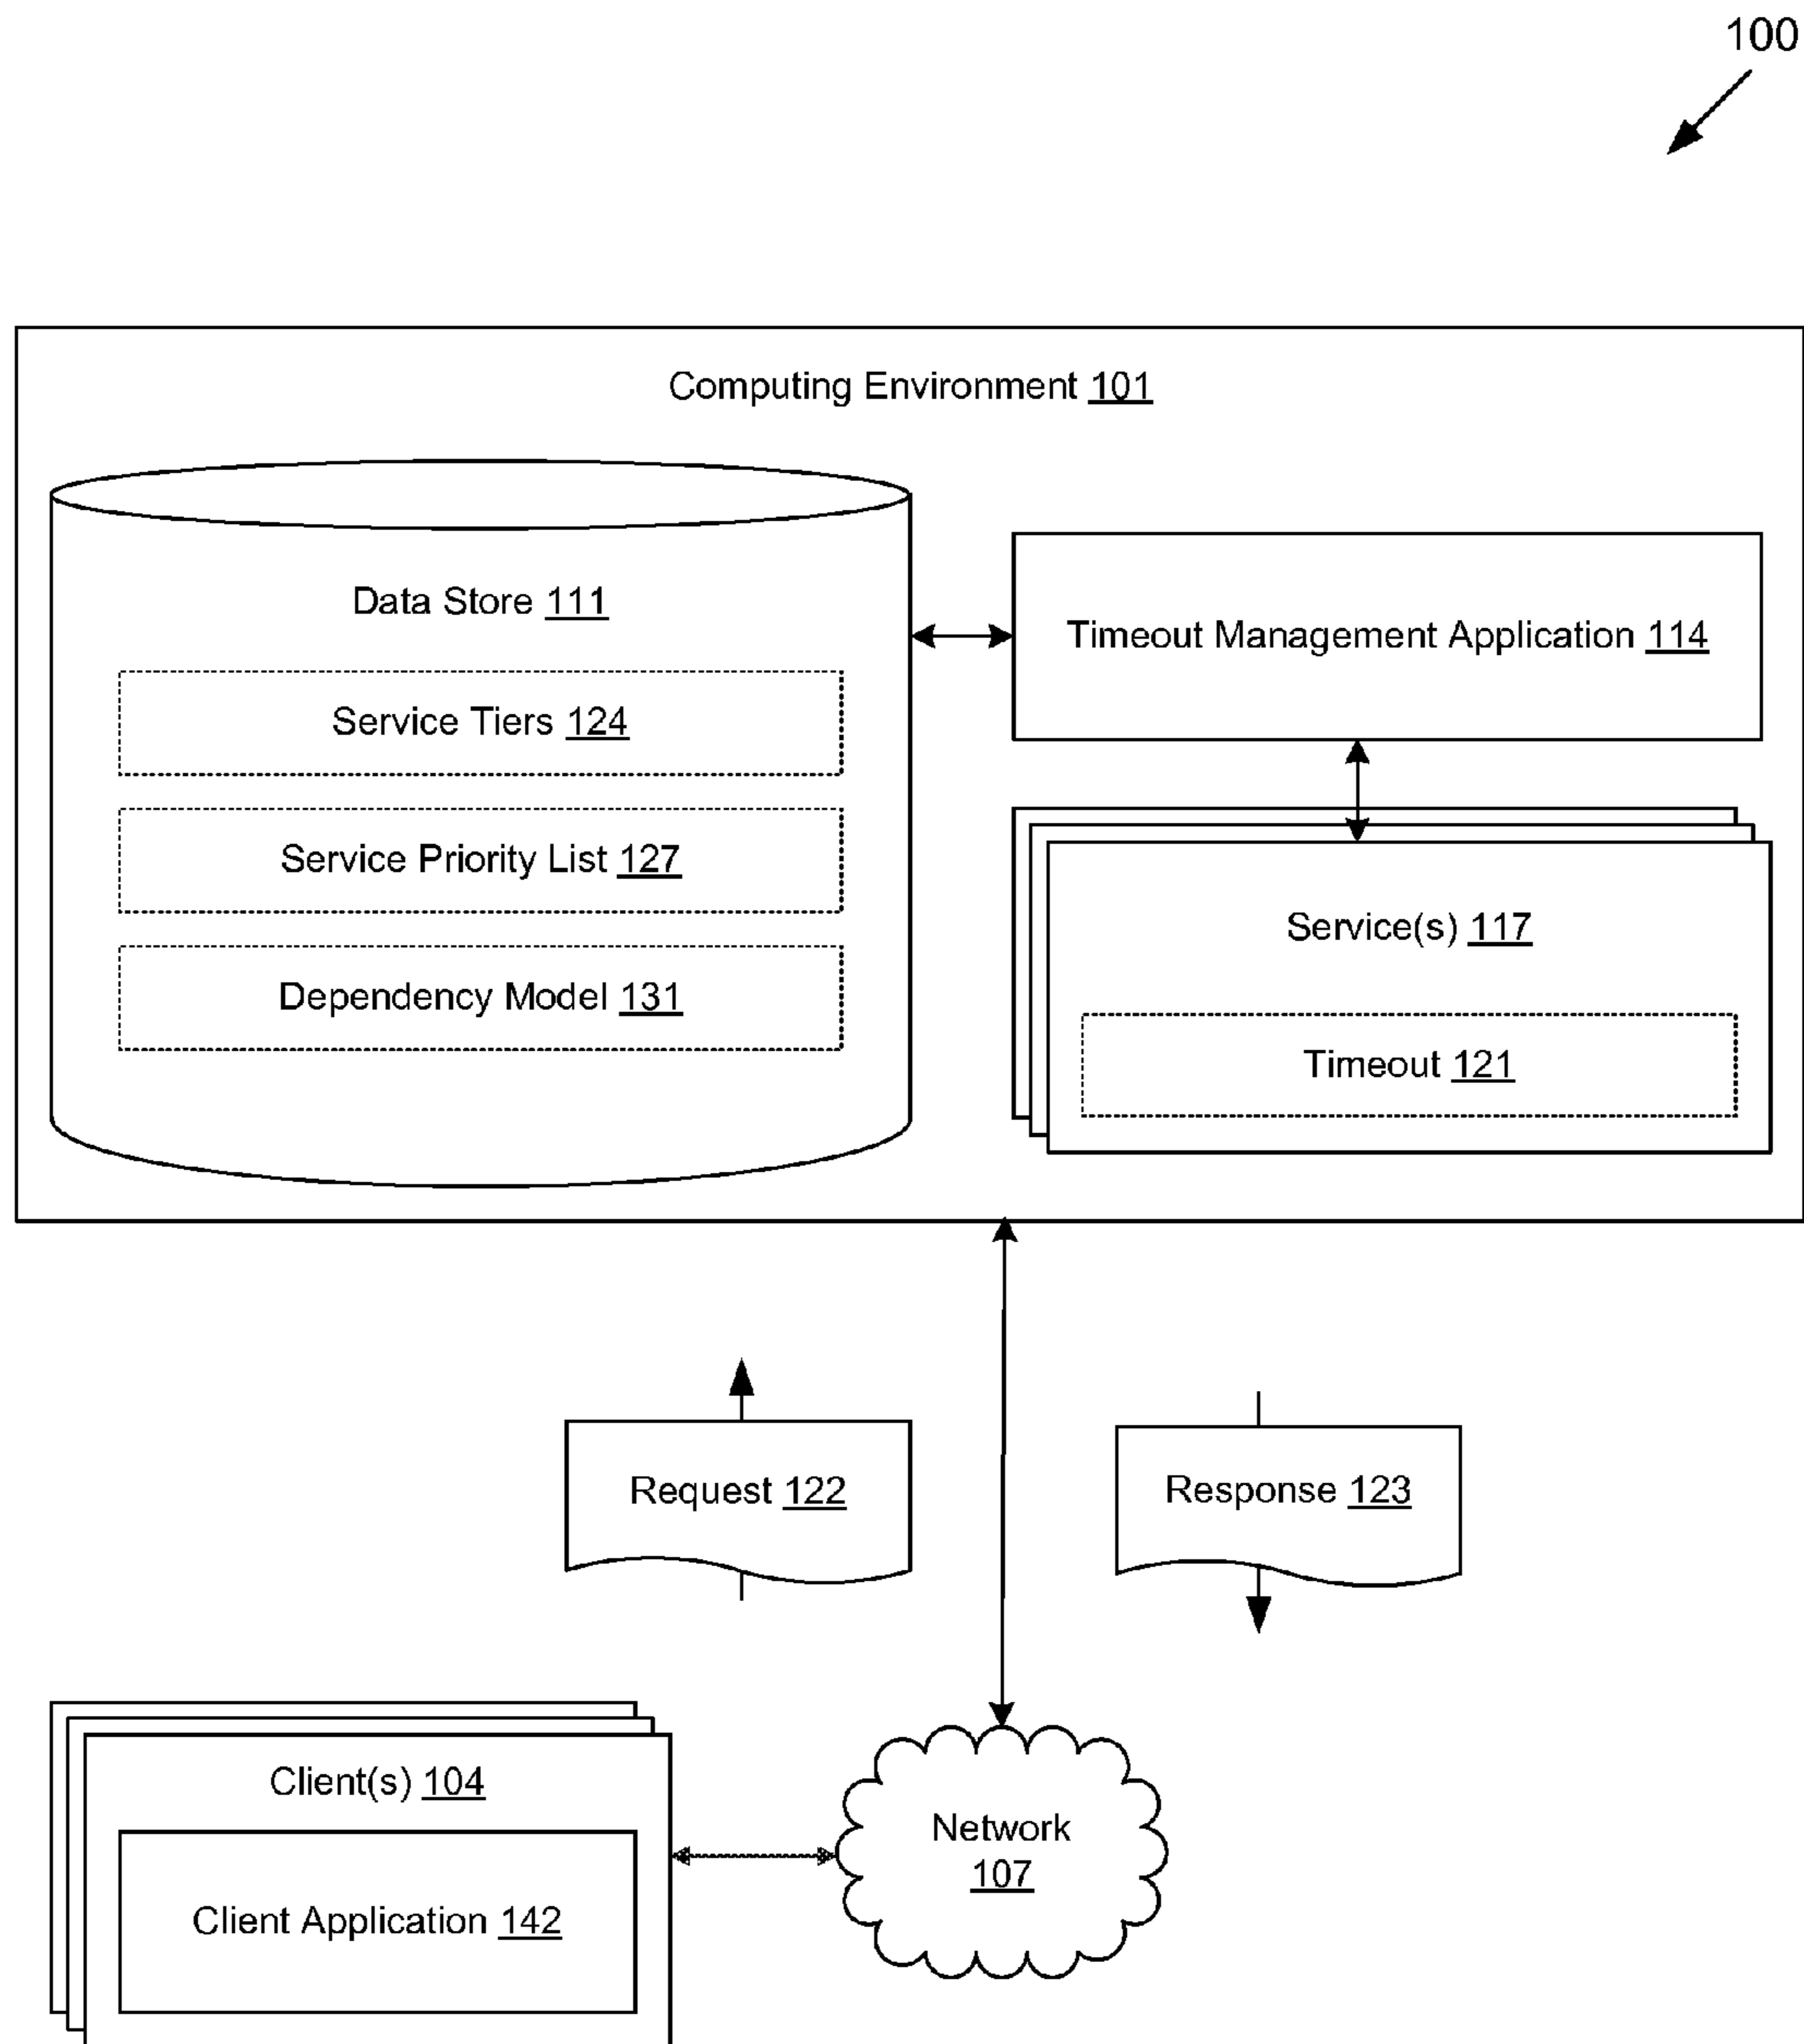 100
Computing Environment 101
Data Store 111
Timeout Management Application 114
Service Tiers 124
Service Priority List 127
Service(s) 117
Dependency Model 131
Timeout 121
Request 122
Response 123
Client(s) 104
Network
107
Client Application 142